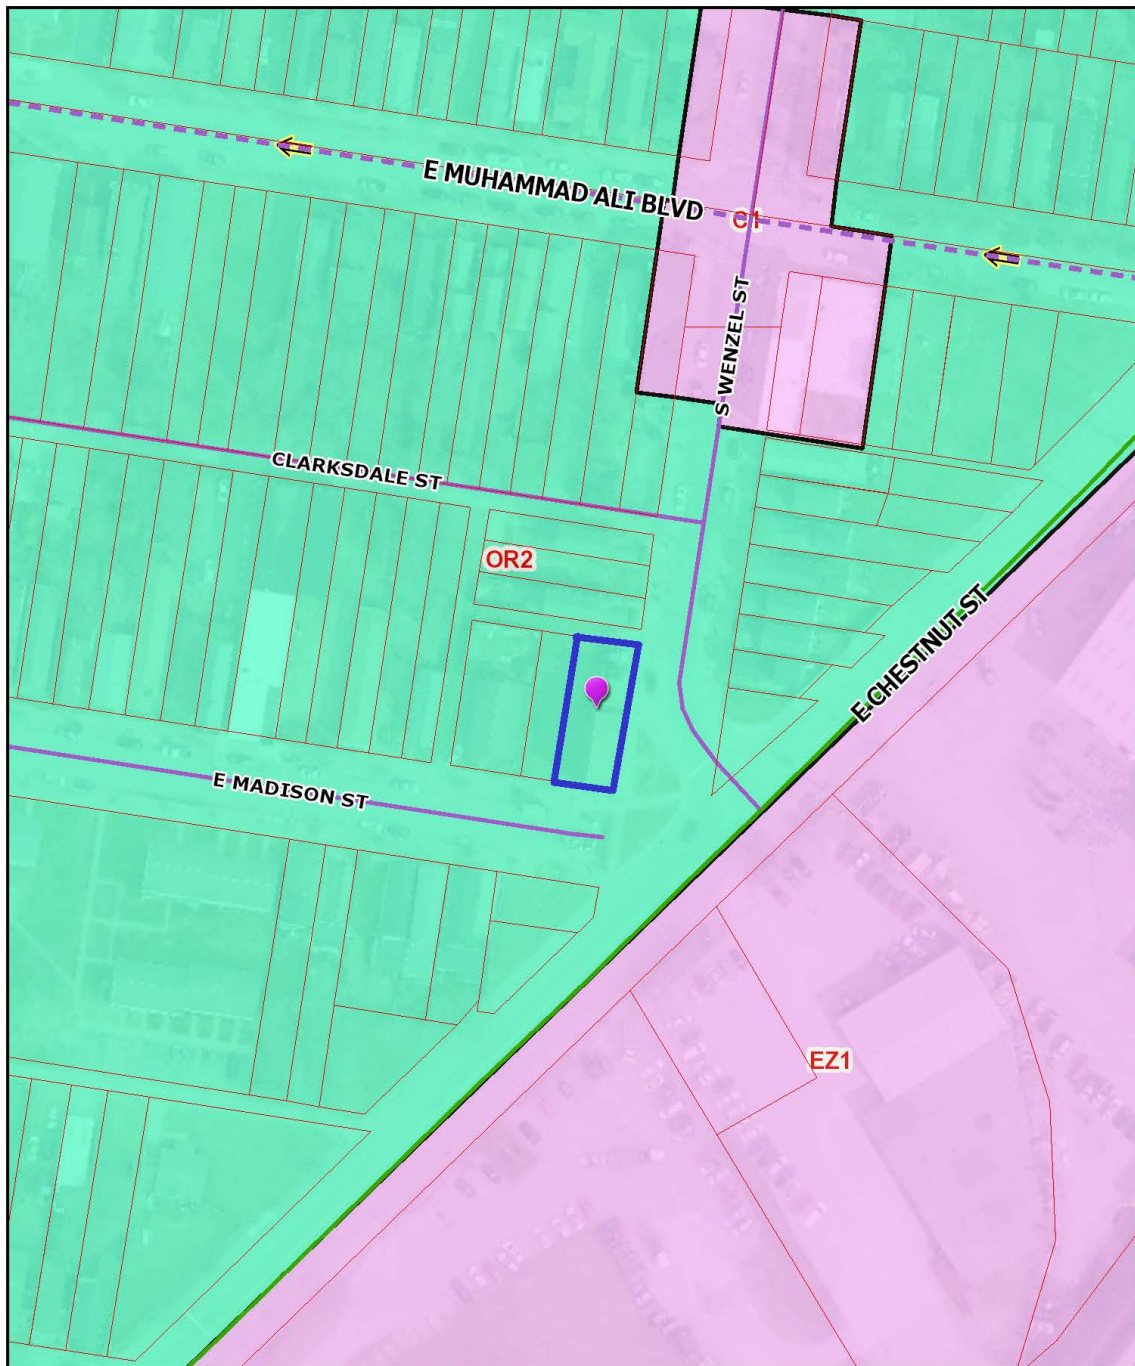 E MUHAMMAD ALI BLVD
C1
S WENZEL ST
CLARKSDALE ST
OR2
E CHESTNUT ST
E MADISON ST
EZ1